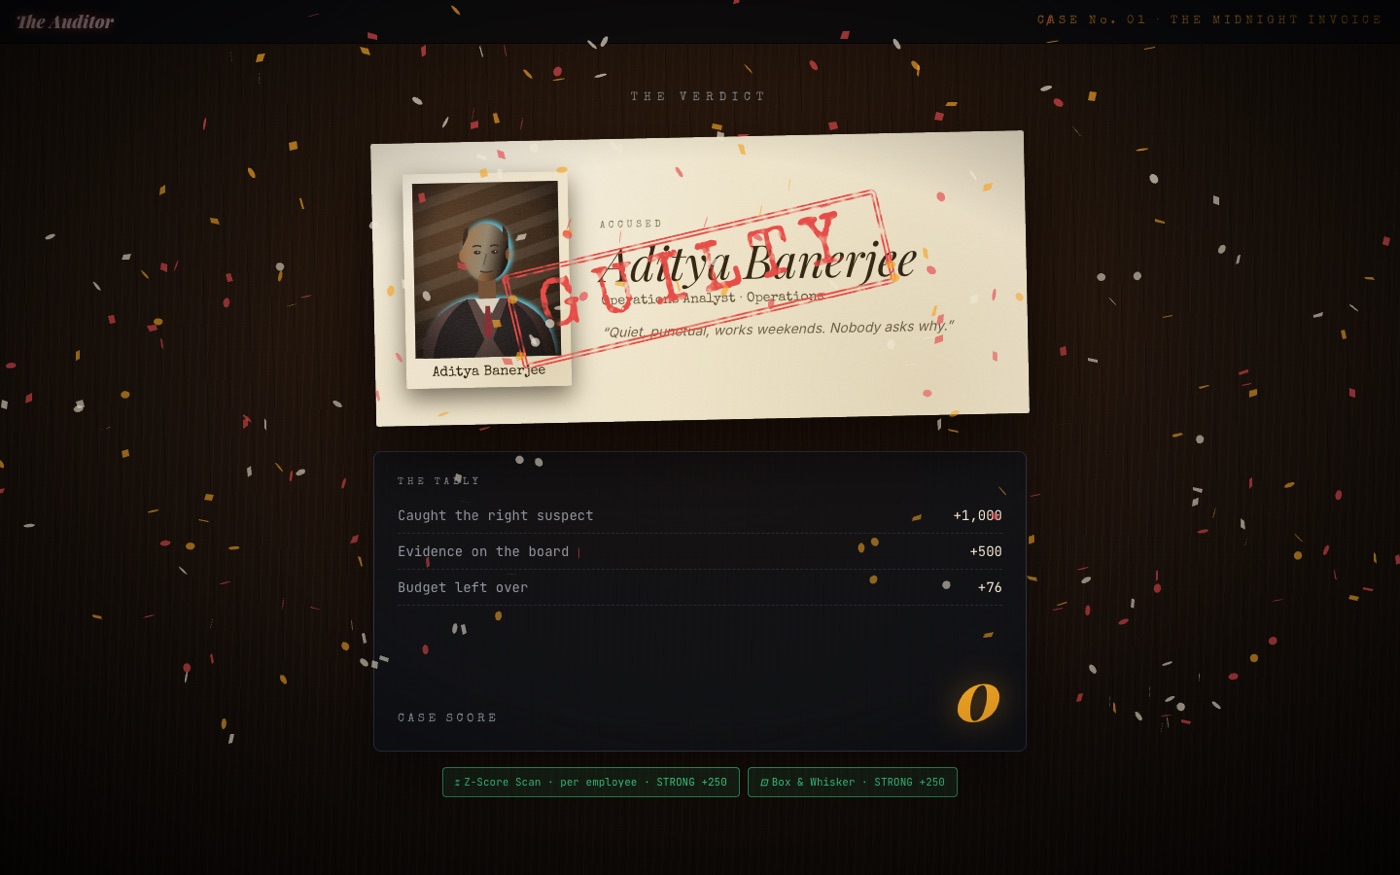 The Auditor
CASE No. 01 · THE MIDNIGHT INVOICE
THE VERDICT
ACCUSED
Aditya Banerjee
Operations Analyst · Operations
"Quiet, punctual, works weekends. Nobody asks why."
GUILTY
Aditya Banerjee
THE TALLY
Caught the right suspect +1,000
Evidence on the board +500
Budget left over +76
CASE SCORE 0
Z-Score Scan · per employee · STRONG +250
Box & Whisker · STRONG +250